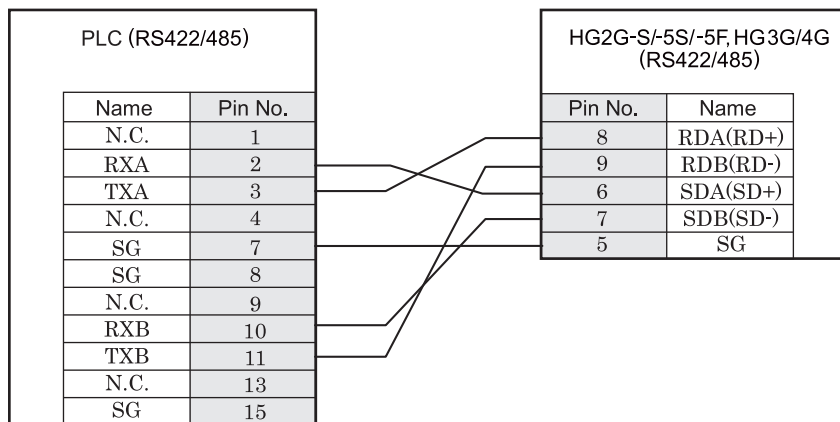 PLC (RS422/485)
Name Pin No.
N.C. 1
RXA 2
TXA 3
N.C. 4
SG 7
SG 8
N.C. 9
RXB 10
TXB 11
N.C. 13
SG 15
HG2G-S/-5S/-5F, HG3G/4G
(RS422/485)
Pin No. Name
8 RDA(RD+)
9 RDB(RD-)
6 SDA(SD+)
7 SDB(SD-)
5 SG